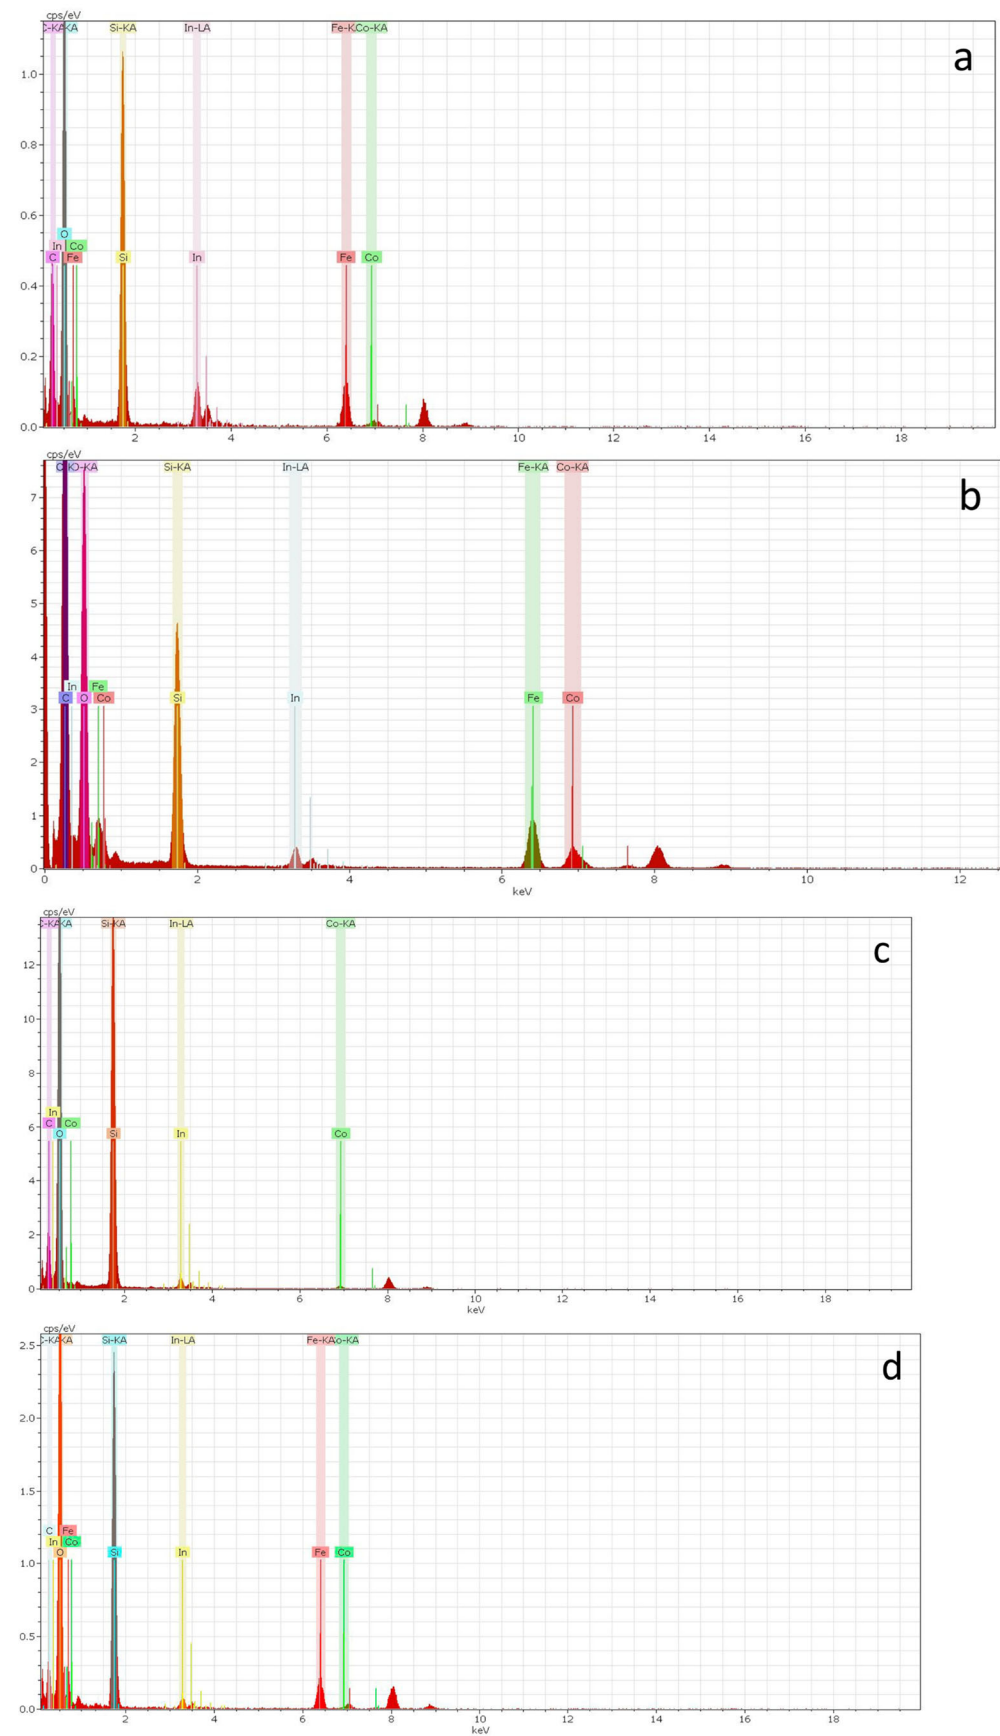 cps/eV
C-KA KA Si-KA In-LA Fe-K Co-KA
a
1.0
0.8
0.6
O
In Co
C Fe Si In Fe Co
0.4
0.2
0.0
2 4 6 8 10 12 14 16 18
cps/eV
C KO-KA Si-KA In-LA Fe-KA Co-KA
b
7
6
5
4
In Fe
C O Co Si In Fe Co
3
2
1
0
0 2 4 6 8 10 12
keV
cps/eV
C-KA KA Si-KA In-LA Co-KA
c
12
10
8
In
C Co
6
O Si In Co
4
2
0
2 4 6 8 10 12 14 16 18
keV
cps/eV
C-KA KA Si-KA In-LA Fe-KA o-KA
2.5
d
2.0
1.5
C Fe
In Co
O Si In Fe Co
1.0
0.5
0.0
2 4 6 8 10 12 14 16 18
keV